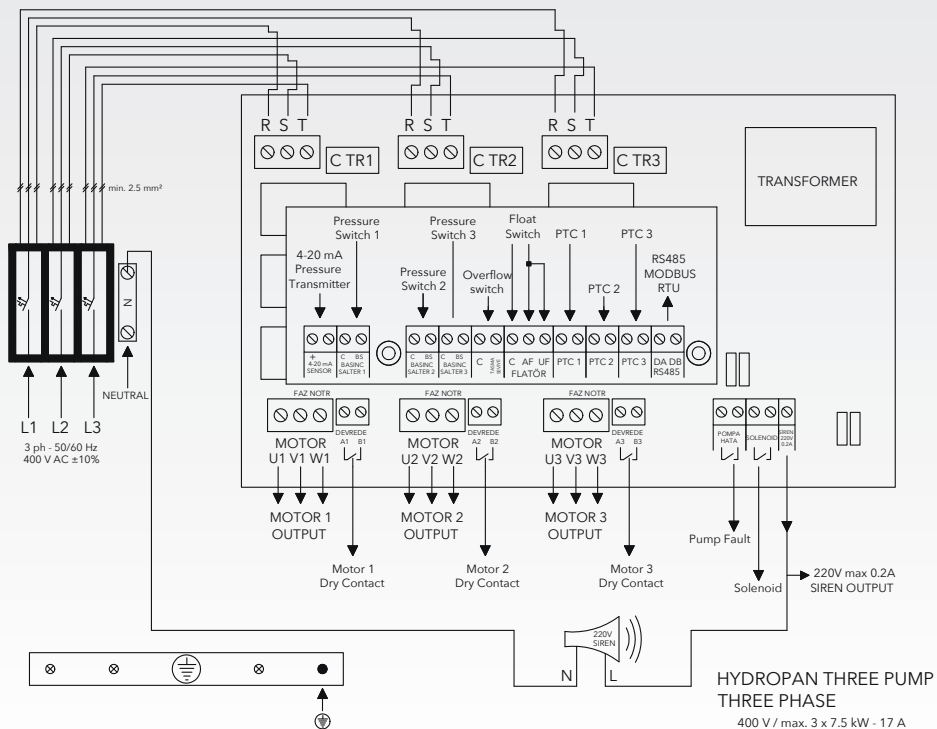 R S T
R S T
R S T
C TR1
C TR2
C TR3
TRANSFORMER
min. 2.5 mm²
Pressure
Switch 1
Pressure
Switch 3
Float
Switch
PTC 1
PTC 3
4-20 mA
Pressure
Transmitter
Pressure
Switch 2
Overflow
switch
PTC 2
RS485
MODBUS
RTU
+
4-20 mA
SENSOR
C BS
BASINC
SALTER 1
C BS
BASINC
SALTER 2
C BS
BASINC
SALTER 3
C
TASMA
SEVIYE
C AF UF
FLATÖR
PTC 1
PTC 2
PTC 3
DA DB
RS485
N
NEUTRAL
L1 L2 L3
3 ph - 50/60 Hz
400 V AC ±10%
FAZ NOTR
FAZ NOTR
FAZ NOTR
MOTOR
U1 V1 W1
DEVREDE
A1 B1
MOTOR
U2 V2 W2
DEVREDE
A2 B2
MOTOR
U3 V3 W3
DEVREDE
A3 B3
POMPA
HATA
SOLENOID
SIREN
220V
0.2A
MOTOR 1
OUTPUT
MOTOR 2
OUTPUT
MOTOR 3
OUTPUT
Motor 1
Dry Contact
Motor 2
Dry Contact
Motor 3
Dry Contact
Pump Fault
Solenoid
220V max 0.2A
SIREN OUTPUT
220V
SIREN
N
L
HYDROPAN THREE PUMP
THREE PHASE
400 V / max. 3 x 7.5 kW - 17 A